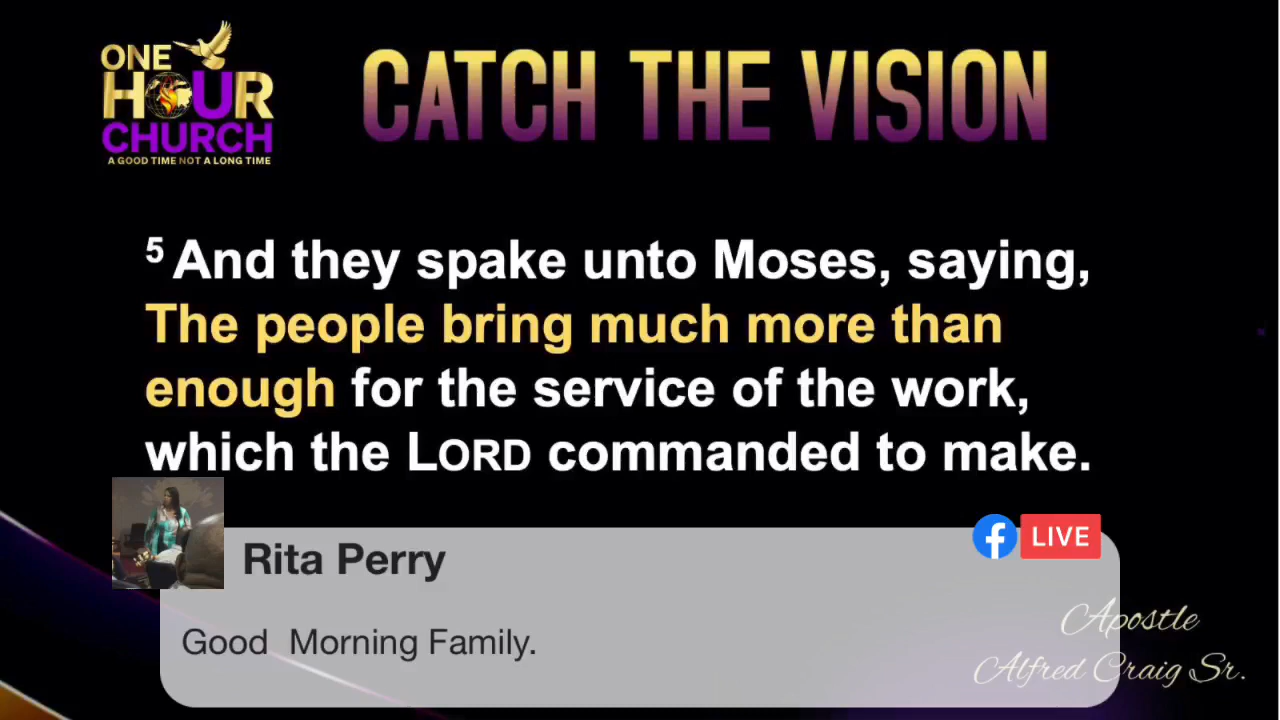 ONE
HOUR
CHURCH
A GOOD TIME NOT A LONG TIME
CATCH THE VISION
5 And they spake unto Moses, saying,
The people bring much more than
enough for the service of the work,
which the LORD commanded to make.
f LIVE
Rita Perry
Good  Morning Family.
Apostle
Alfred Craig Sr.